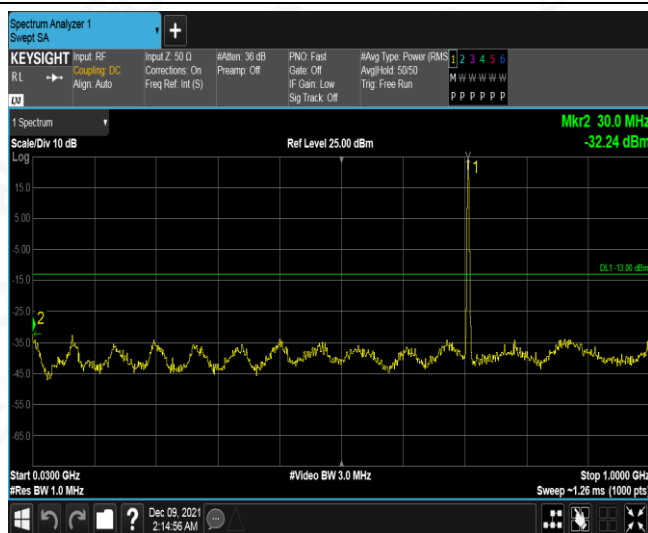 Spectrum Analyzer 1
Swept SA
KEYSIGHT
RL
LXI
Input: RF
Coupling: DC
Align: Auto
Input Z: 50 Ω
Corrections: On
Freq Ref: Int (S)
#Atten: 36 dB
Preamp: Off
PNO: Fast
Gate: Off
IF Gain: Low
Sig Track: Off
#Avg Type: Power (RMS
Avg|Hold: 50/50
Trig: Free Run
1 2 3 4 5 6
M W W W W W
P P P P P P
1 Spectrum
Scale/Div 10 dB
Ref Level 25.00 dBm
Mkr2 30.0 MHz
-32.24 dBm
Log
15.0
5.00
-5.00
-15.0
-25.0
-35.0
-45.0
-55.0
-65.0
1
2
DL1 -13.00 dBm
Start 0.0300 GHz
#Res BW 1.0 MHz
#Video BW 3.0 MHz
Stop 1.0000 GHz
Sweep ~1.26 ms (1000 pts)
?
Dec 09, 2021
2:14:56 AM